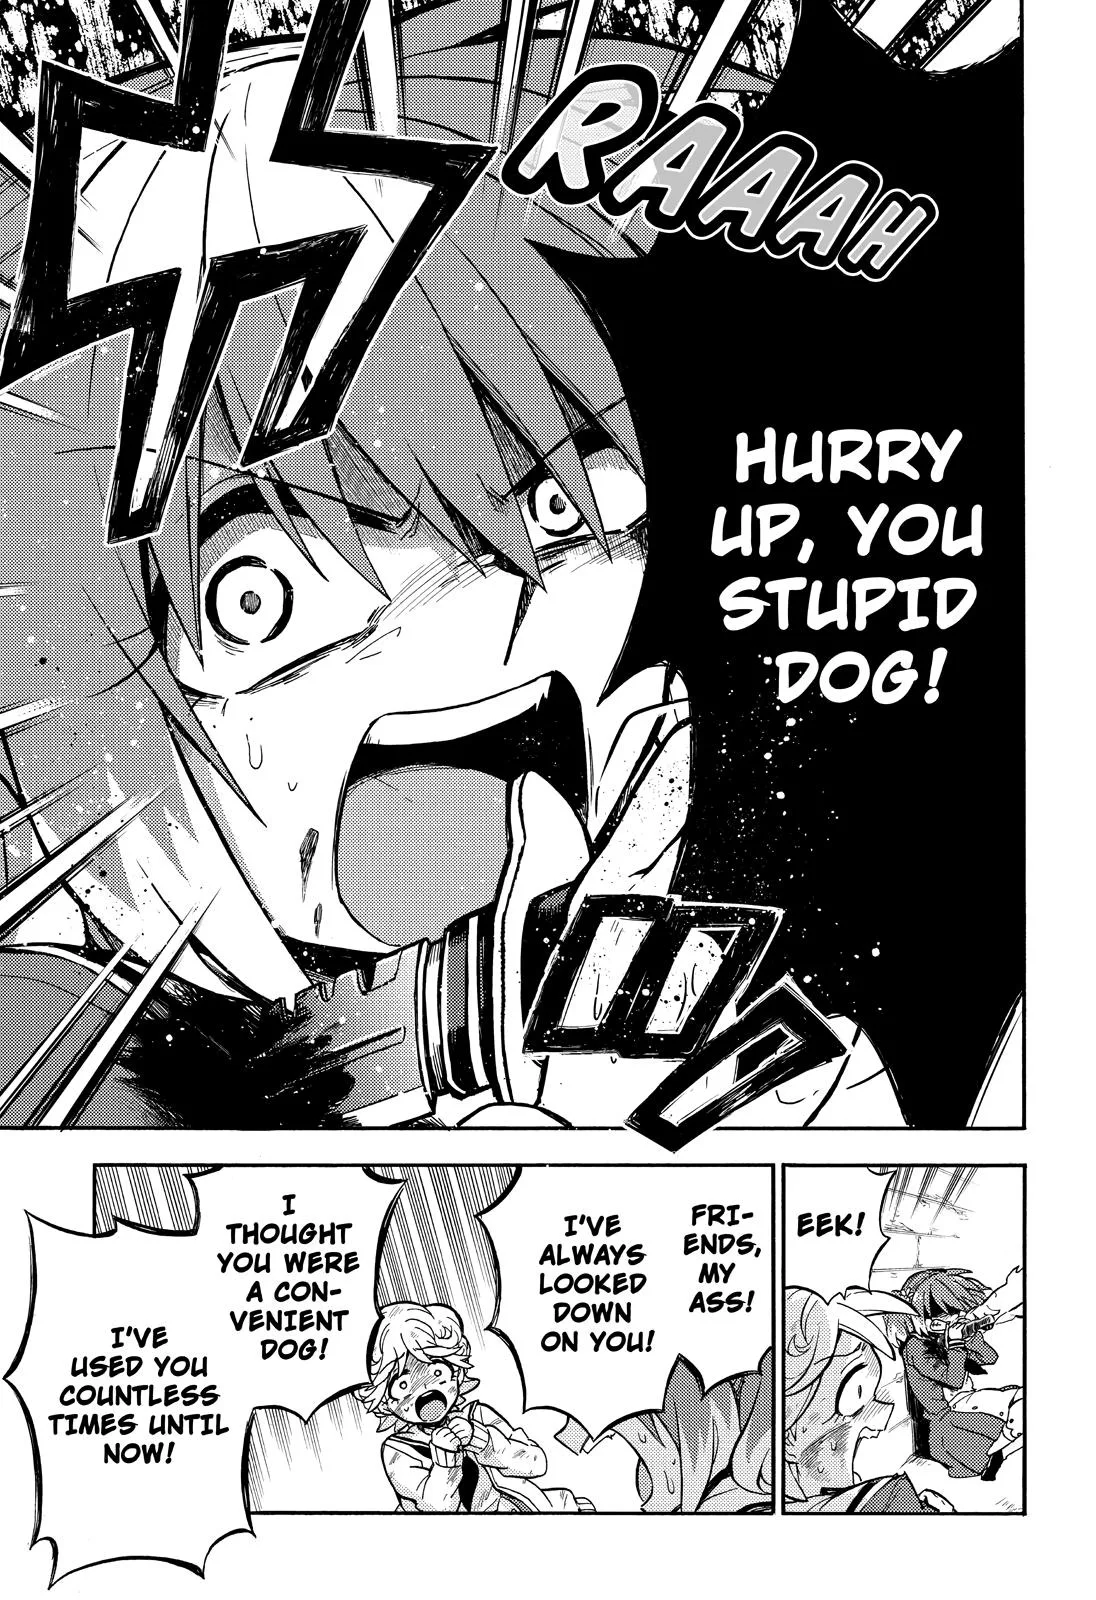 RAAAH
HURRY
UP, YOU
STUPID
DOG!
EEK!
FRI-
ENDS,
MY
ASS!
I'VE
ALWAYS
LOOKED
DOWN
ON YOU!
I
THOUGHT
YOU WERE
A CON-
VENIENT
DOG!
I'VE
USED YOU
COUNTLESS
TIMES UNTIL
NOW!